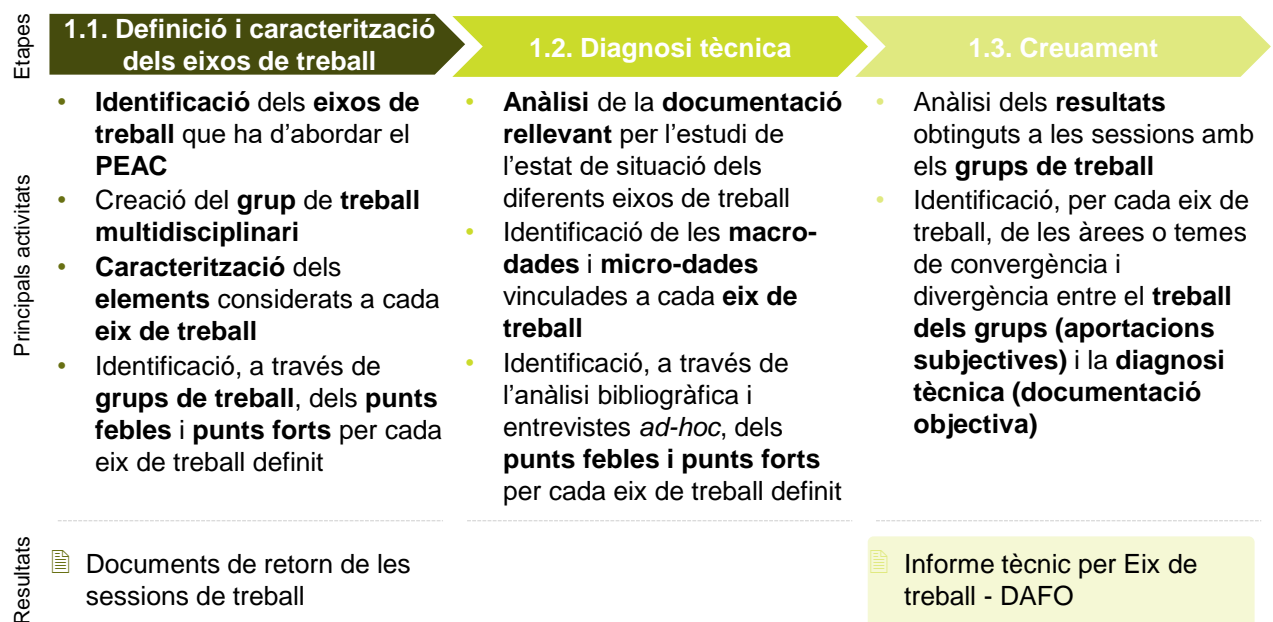 Etapes
1.1. Definició i caracterització
dels eixos de treball
1.2. Diagnosi tècnica
1.3. Creuament
Principals activitats
• Identificació dels eixos de
treball que ha d’abordar el
PEAC
• Creació del grup de treball
multidisciplinari
• Caracterització dels
elements considerats a cada
eix de treball
• Identificació, a través de
grups de treball, dels punts
febles i punts forts per cada
eix de treball definit
• Anàlisi de la documentació
rellevant per l’estudi de
l’estat de situació dels
diferents eixos de treball
• Identificació de les macro-
dades i micro-dades
vinculades a cada eix de
treball
• Identificació, a través de
l’anàlisi bibliogràfica i
entrevistes ad-hoc, dels
punts febles i punts forts
per cada eix de treball definit
• Anàlisi dels resultats
obtinguts a les sessions amb
els grups de treball
• Identificació, per cada eix de
treball, de les àrees o temes
de convergència i
divergència entre el treball
dels grups (aportacions
subjectives) i la diagnosi
tècnica (documentació
objectiva)
Resultats
Documents de retorn de les
sessions de treball
Informe tècnic per Eix de
treball - DAFO